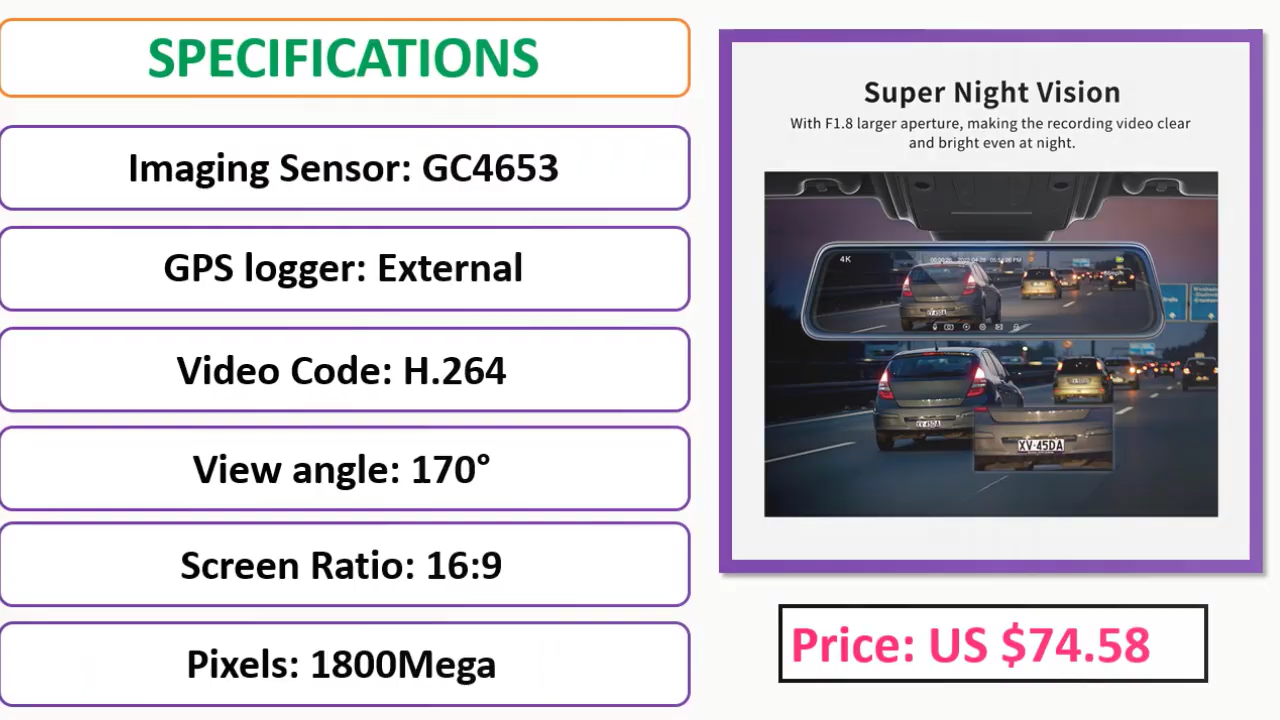 SPECIFICATIONS
Imaging Sensor: GC4653
GPS logger: External
Video Code: H.264
View angle: 170°
Screen Ratio: 16:9
Pixels: 1800Mega
Super Night Vision
With F1.8 larger aperture, making the recording video clear
and bright even at night.
4K
XV·45DA
Price: US $74.58